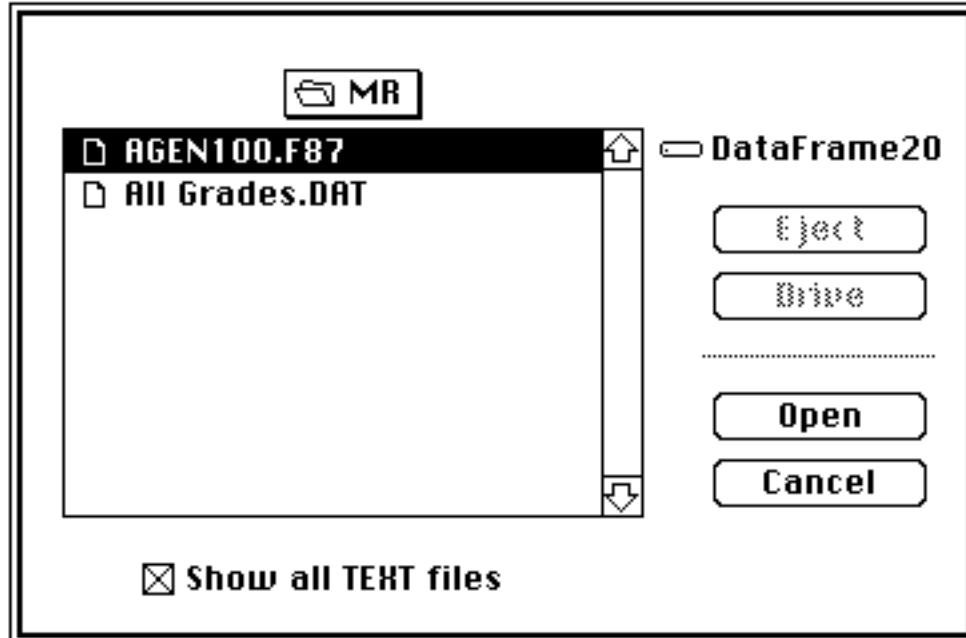 MR
AGEN100.F87
All Grades.DAT
DataFrame20
Eject
Drive
Open
Cancel
Show all TEXT files